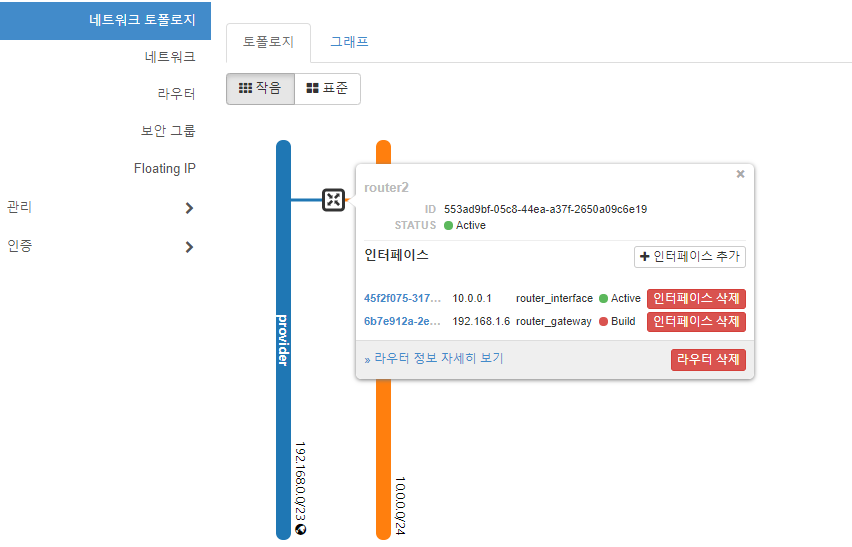 네트워크 토폴로지
네트워크
라우터
보안 그룹
Floating IP
관리
인증
토폴로지 그래프
작음 표준
provider
192.168.0.0/23
10.0.0.0/24
×
router2
ID 553ad9bf-05c8-44ea-a37f-2650a09c6e19
STATUS Active
인터페이스 + 인터페이스 추가
45f2f075-317... 10.0.0.1 router_interface Active 인터페이스 삭제
6b7e912a-2e... 192.168.1.6 router_gateway Build 인터페이스 삭제
» 라우터 정보 자세히 보기 라우터 삭제